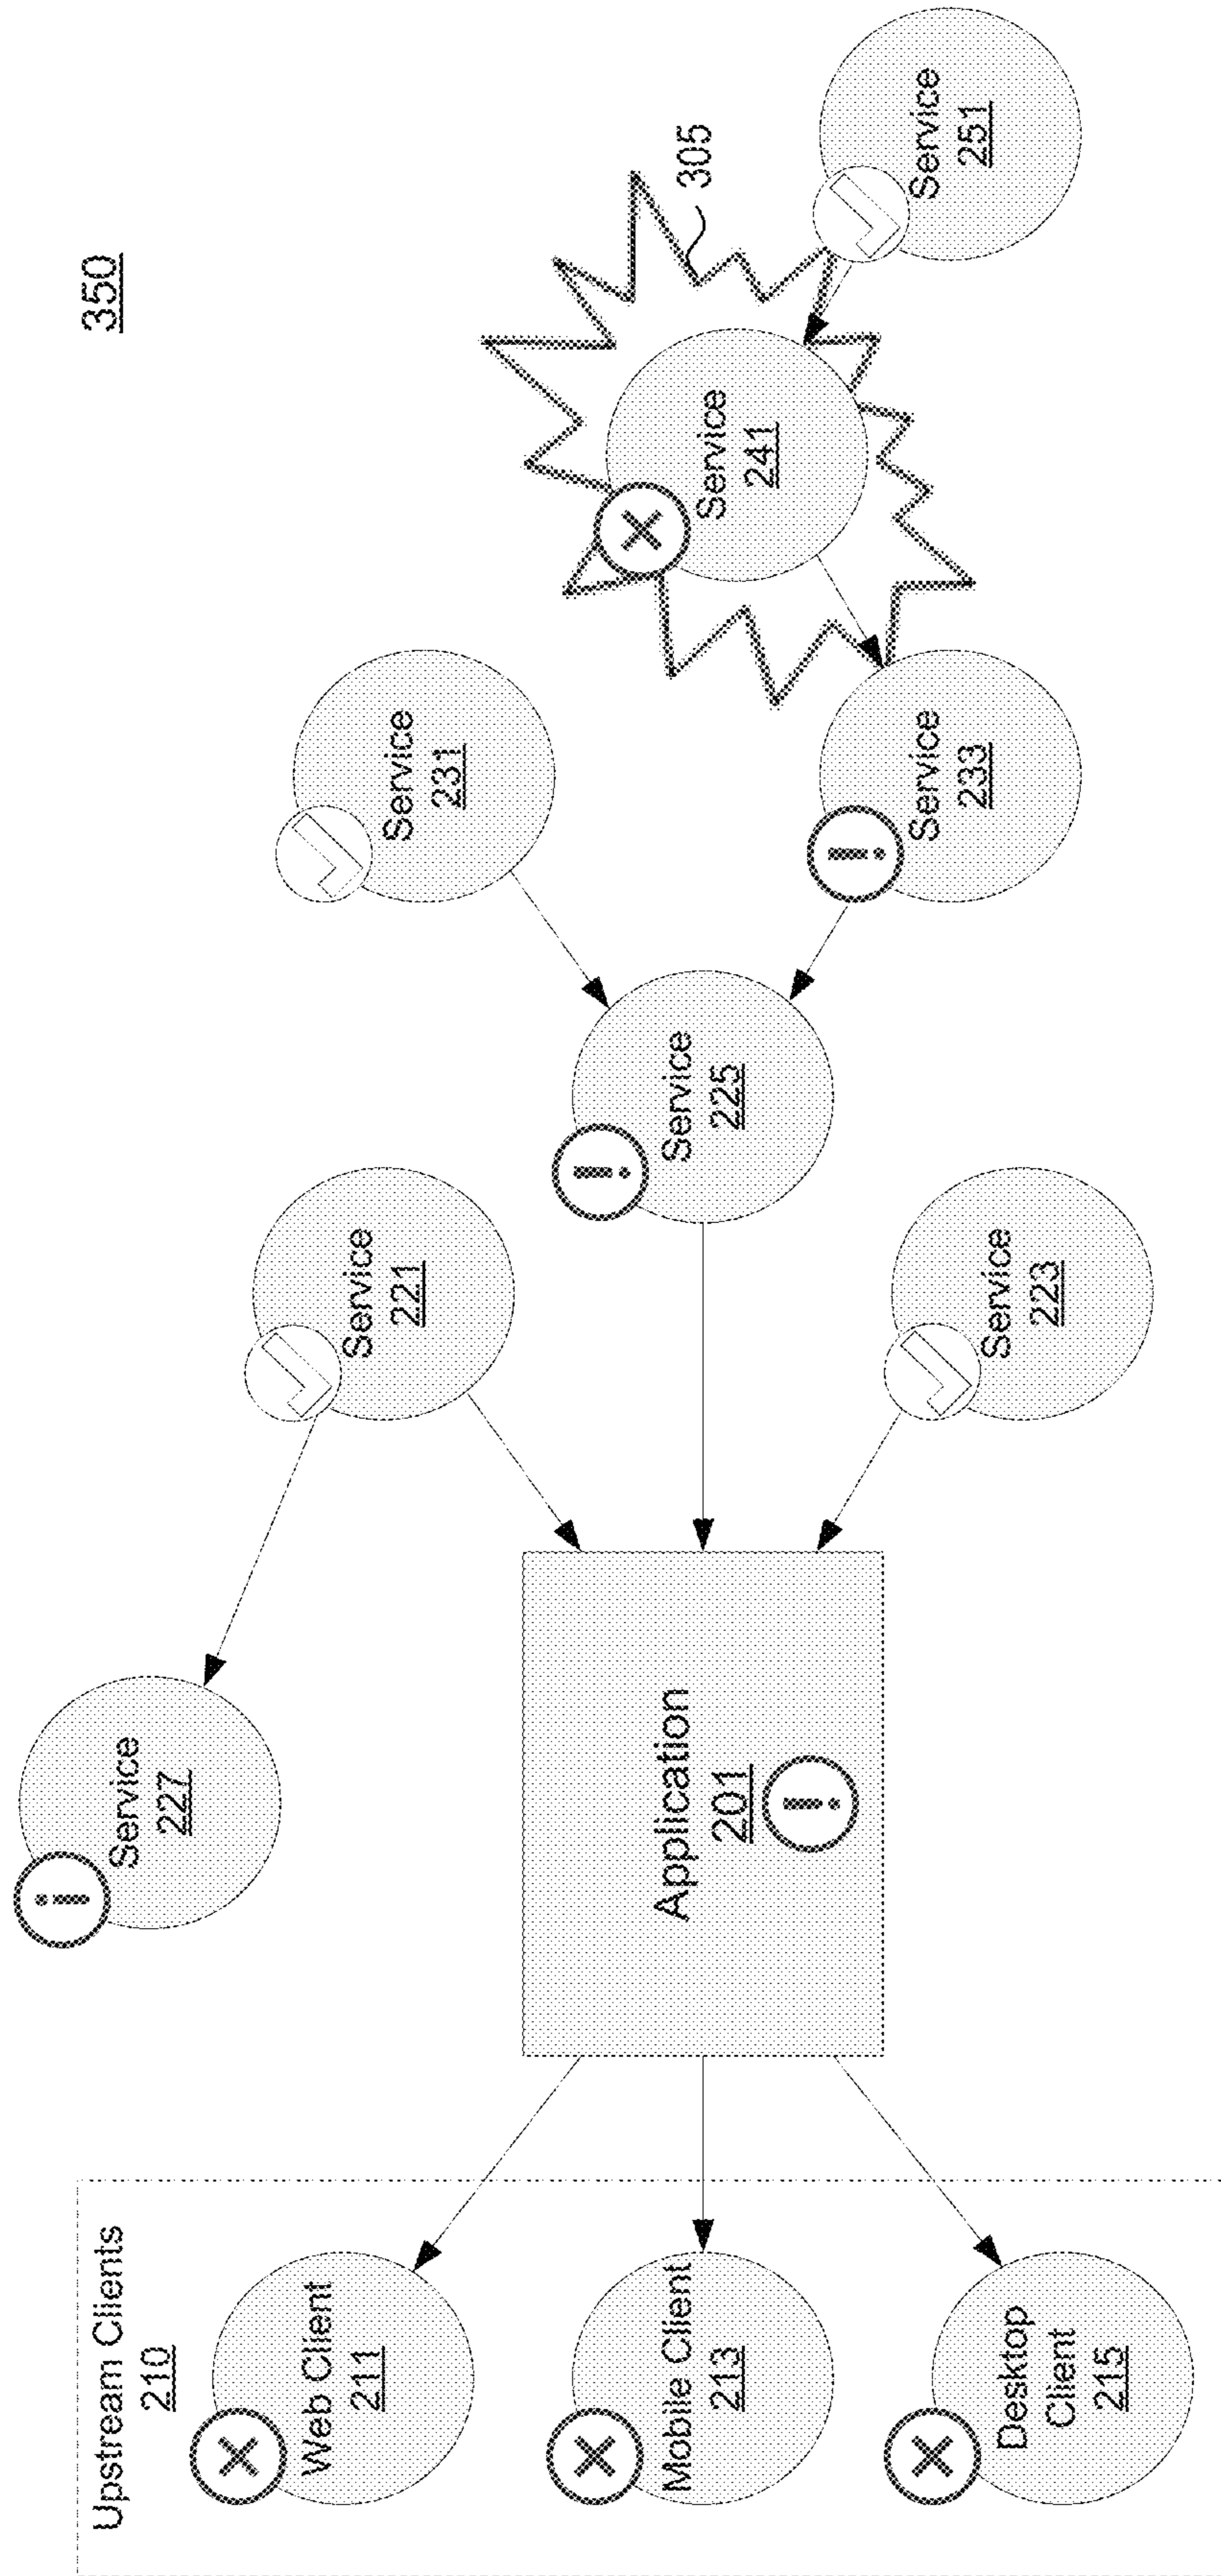 350
Upstream Clients
210
Web Client
211
Mobile Client
213
Desktop
Client
215
Application
201
Service
227
Service
221
Service
223
Service
225
Service
231
Service
233
Service
241
305
Service
251